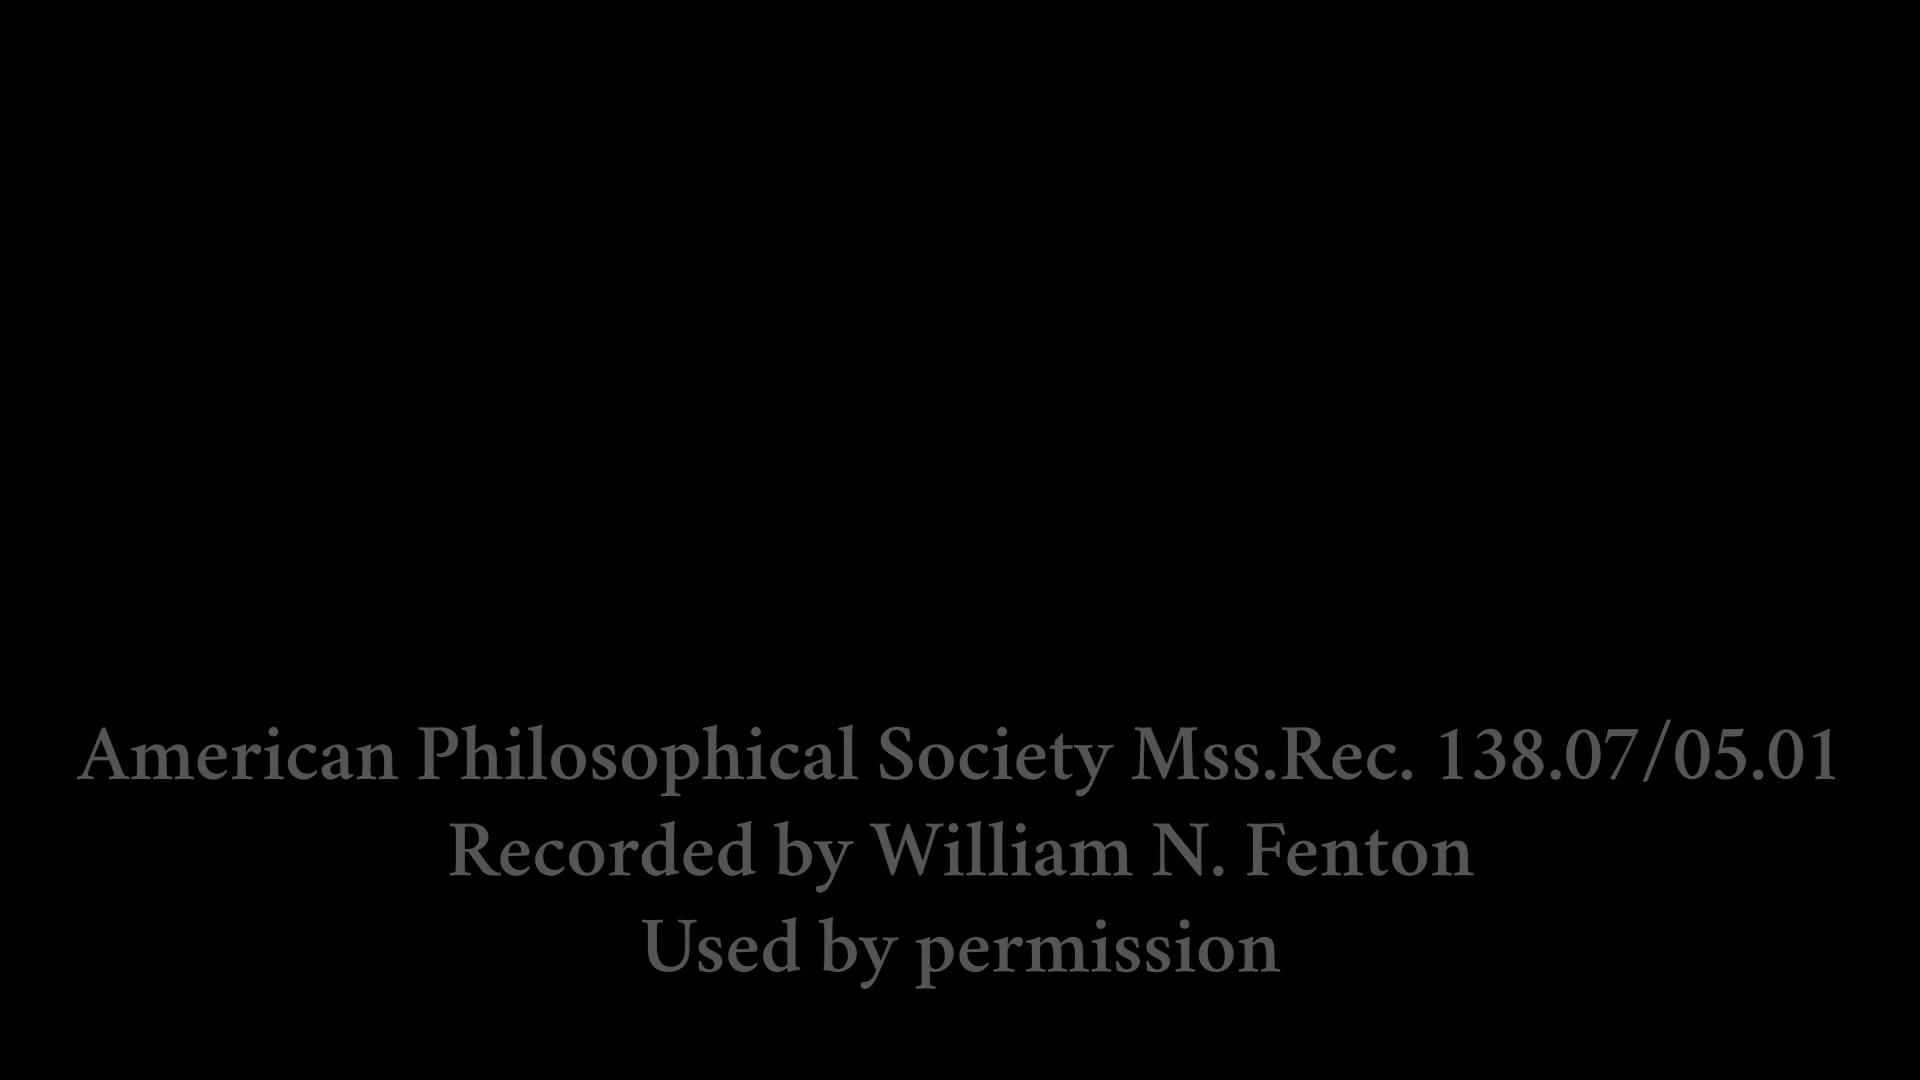 American Philosophical Society Mss.Rec. 138.07/05.01
Recorded by William N. Fenton
Used by permission